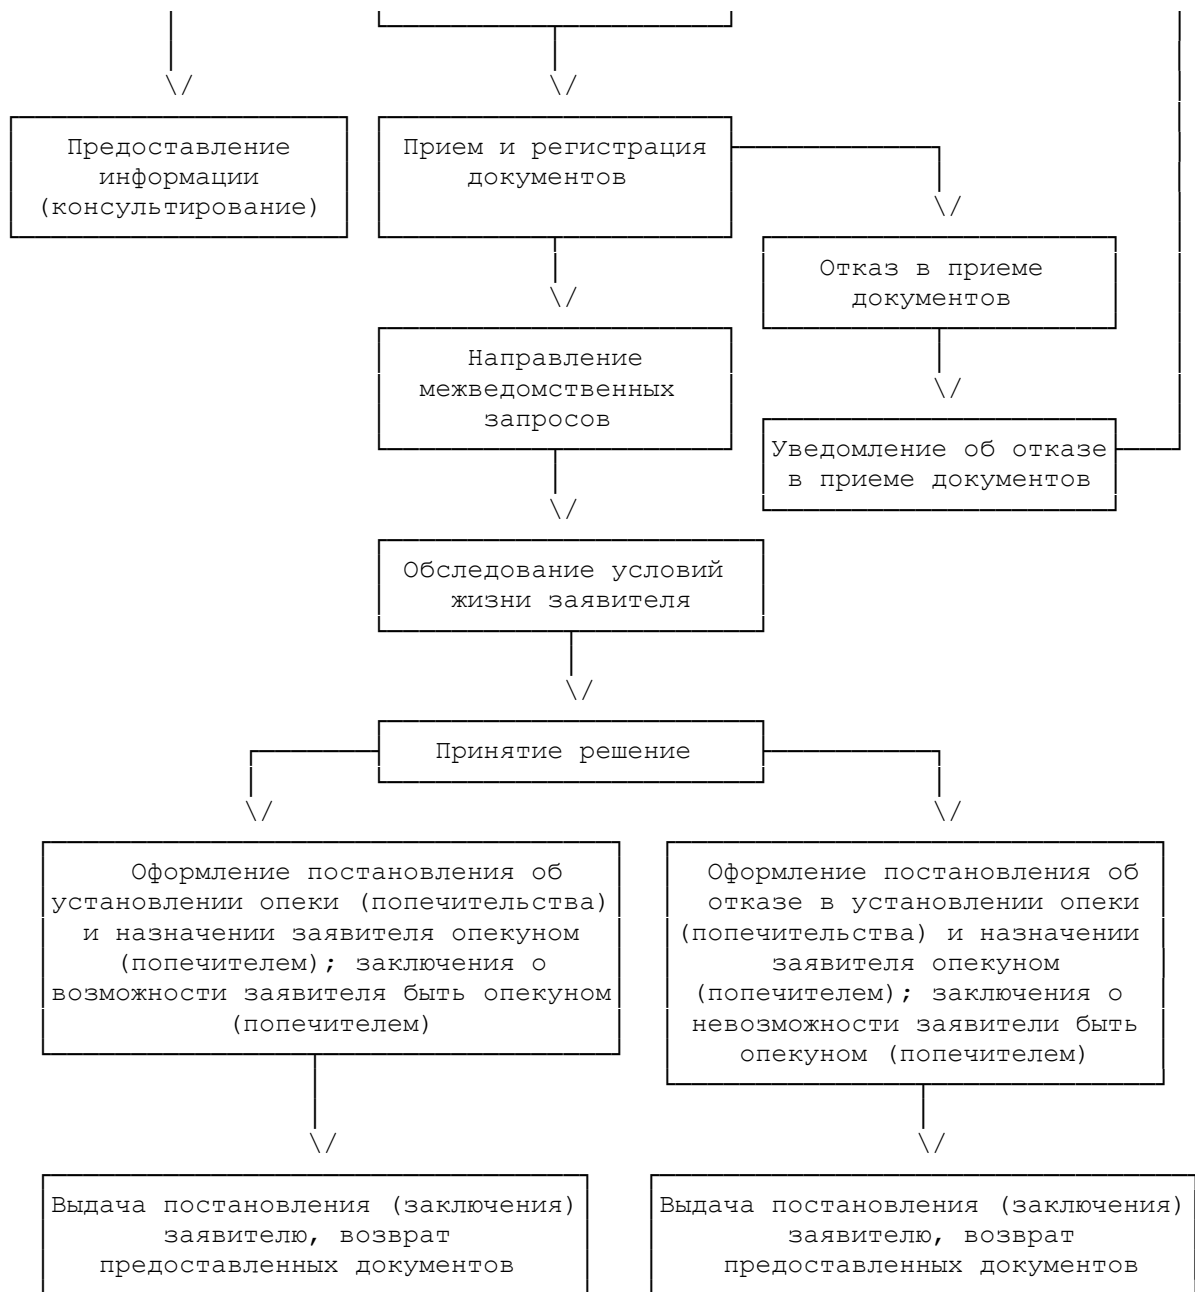 Предоставление
информации
(консультирование)
Прием и регистрация
документов
Отказ в приеме
документов
Направление
межведомственных
запросов
Уведомление об отказе
в приеме документов
Обследование условий
жизни заявителя
Принятие решение
Оформление постановления об
установлении опеки (попечительства)
и назначении заявителя опекуном
(попечителем); заключения о
возможности заявителя быть опекуном
(попечителем)
Оформление постановления об
отказе в установлении опеки
(попечительства) и назначении
заявителя опекуном
(попечителем); заключения о
невозможности заявители быть
опекуном (попечителем)
Выдача постановления (заключения)
заявителю, возврат
предоставленных документов
Выдача постановления (заключения)
заявителю, возврат
предоставленных документов